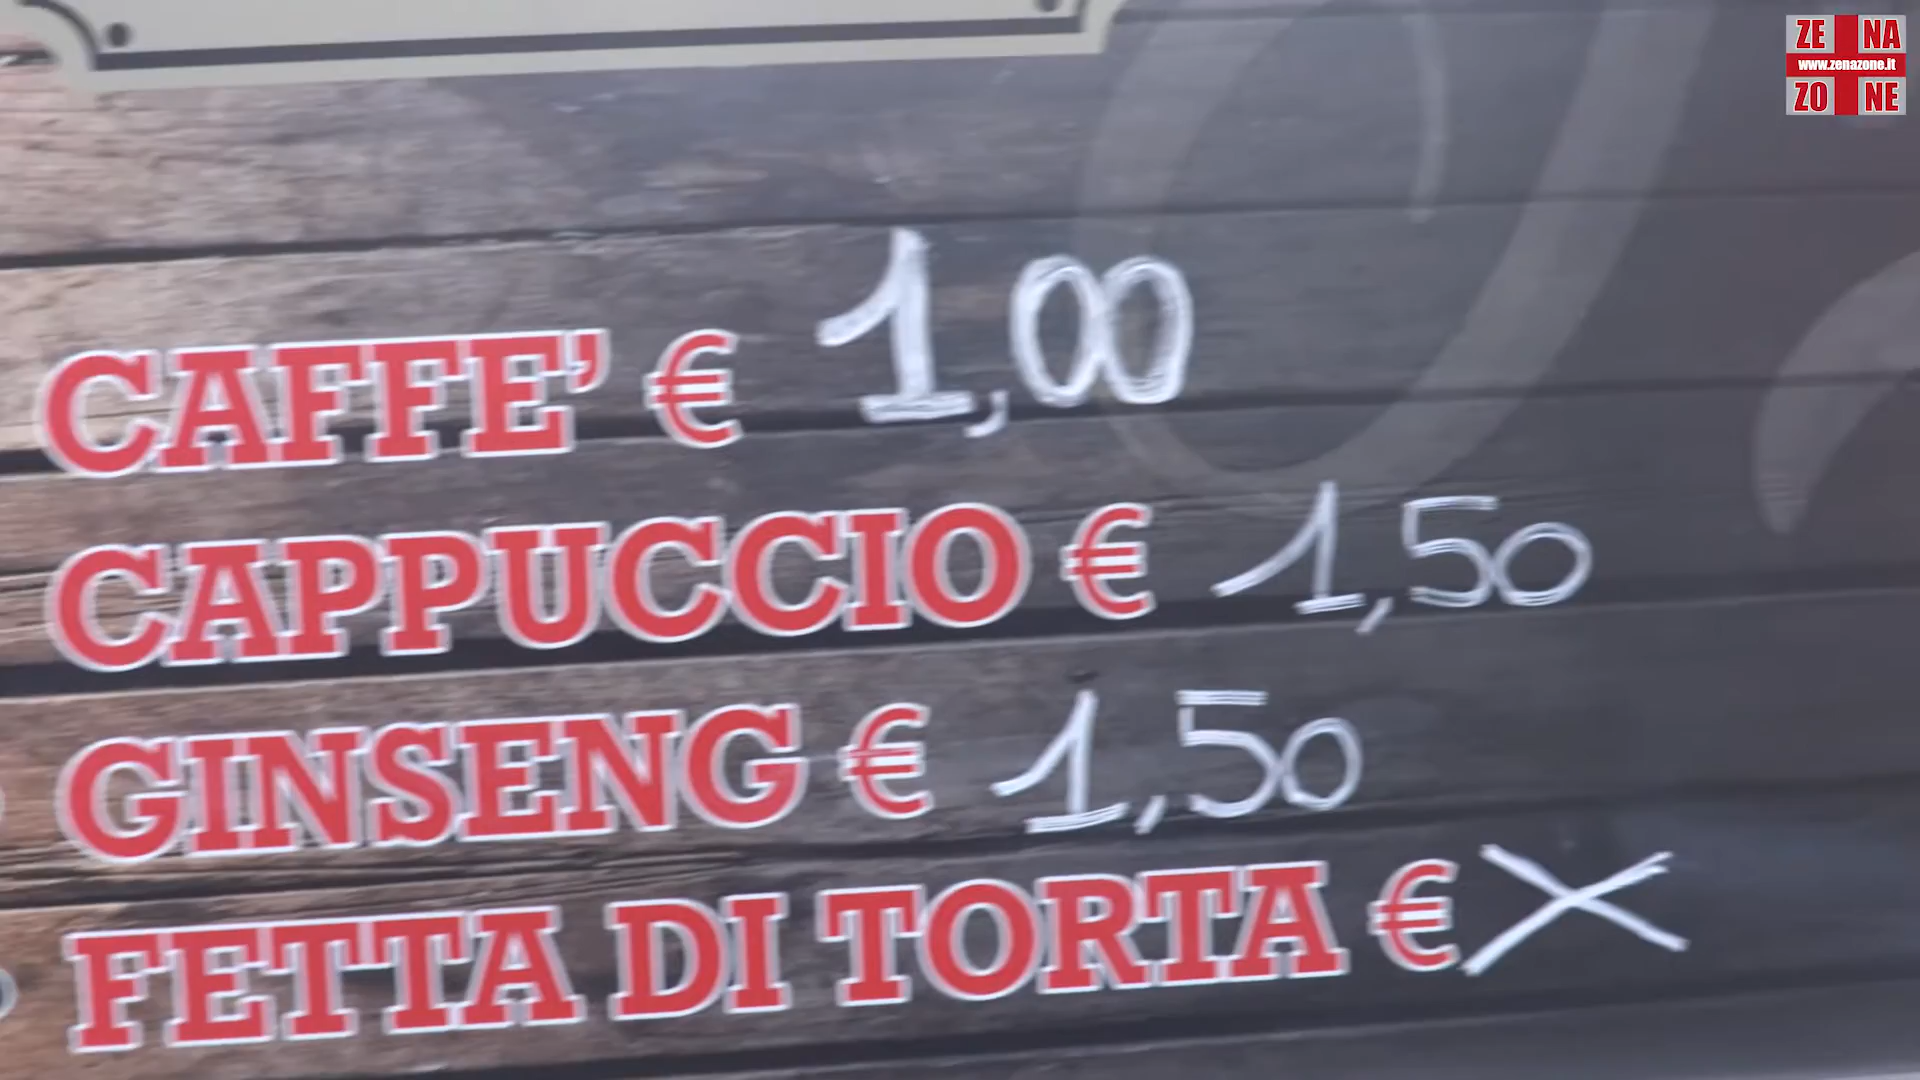 ZE NA
www.zenazone.it
ZO NE
CAFFE' € 1,00
CAPPUCCIO € 1,50
GINSENG € 1,50
FETTA DI TORTA € X